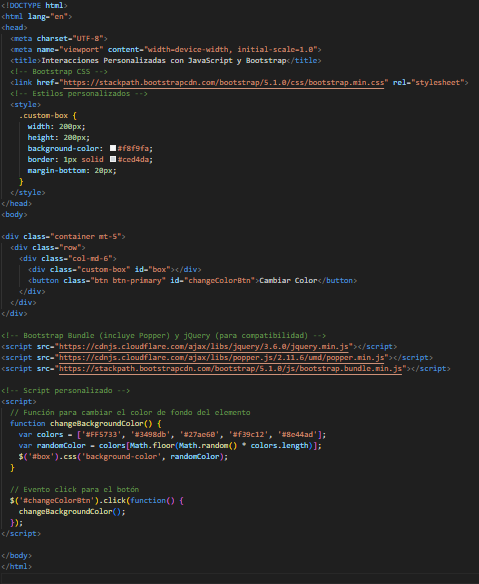 <!DOCTYPE html>
<html lang="en">
<head>
  <meta charset="UTF-8">
  <meta name="viewport" content="width=device-width, initial-scale=1.0">
  <title>Interacciones Personalizadas con JavaScript y Bootstrap</title>
  <!-- Bootstrap CSS -->
  <link href="https://stackpath.bootstrapcdn.com/bootstrap/5.1.0/css/bootstrap.min.css" rel="stylesheet">
  <!-- Estilos personalizados -->
  <style>
    .custom-box {
      width: 200px;
      height: 200px;
      background-color: #f8f9fa;
      border: 1px solid #ced4da;
      margin-bottom: 20px;
    }
  </style>
</head>
<body>

<div class="container mt-5">
  <div class="row">
    <div class="col-md-6">
      <div class="custom-box" id="box"></div>
      <button class="btn btn-primary" id="changeColorBtn">Cambiar Color</button>
    </div>
  </div>
</div>

<!-- Bootstrap Bundle (incluye Popper) y jQuery (para compatibilidad) -->
<script src="https://cdnjs.cloudflare.com/ajax/libs/jquery/3.6.0/jquery.min.js"></script>
<script src="https://cdnjs.cloudflare.com/ajax/libs/popper.js/2.11.6/umd/popper.min.js"></script>
<script src="https://stackpath.bootstrapcdn.com/bootstrap/5.1.0/js/bootstrap.bundle.min.js"></script>

<!-- Script personalizado -->
<script>
  // Función para cambiar el color de fondo del elemento
  function changeBackgroundColor() {
    var colors = ['#FF5733', '#3498db', '#27ae60', '#f39c12', '#8e44ad'];
    var randomColor = colors[Math.floor(Math.random() * colors.length)];
    $('#box').css('background-color', randomColor);
  }

  // Evento click para el botón
  $('#changeColorBtn').click(function() {
    changeBackgroundColor();
  });
</script>

</body>
</html>